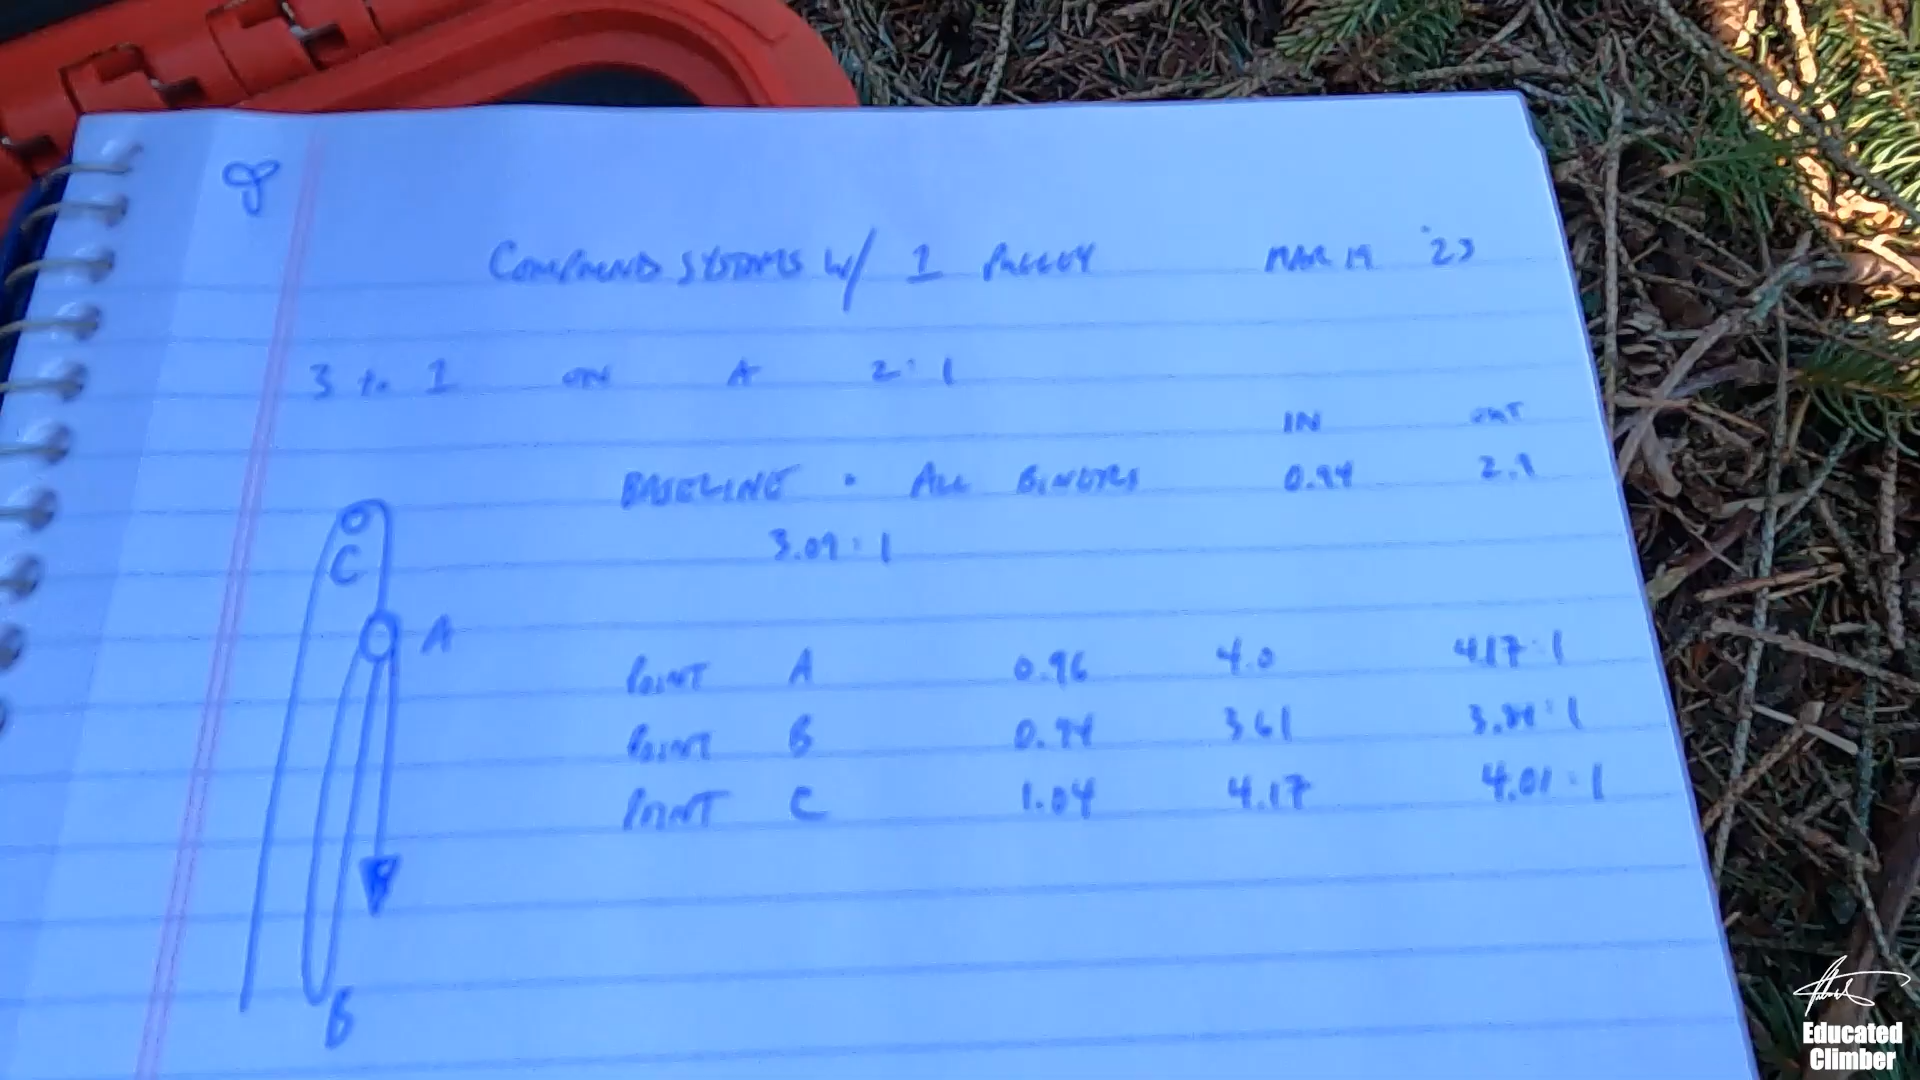 COMPOUND SYSTEMS W/ 1 PULLEY MAR 19 '23
3 to 1 ON A 2:1
IN OUT
BASELINE • ALL BINERS 0.94 2.9
3.09:1
C
A
POINT A 0.96 4.0 4.17:1
POINT B 0.94 3.61 3.84:1
POINT C 1.04 4.17 4.01:1
B
Educated
Climber